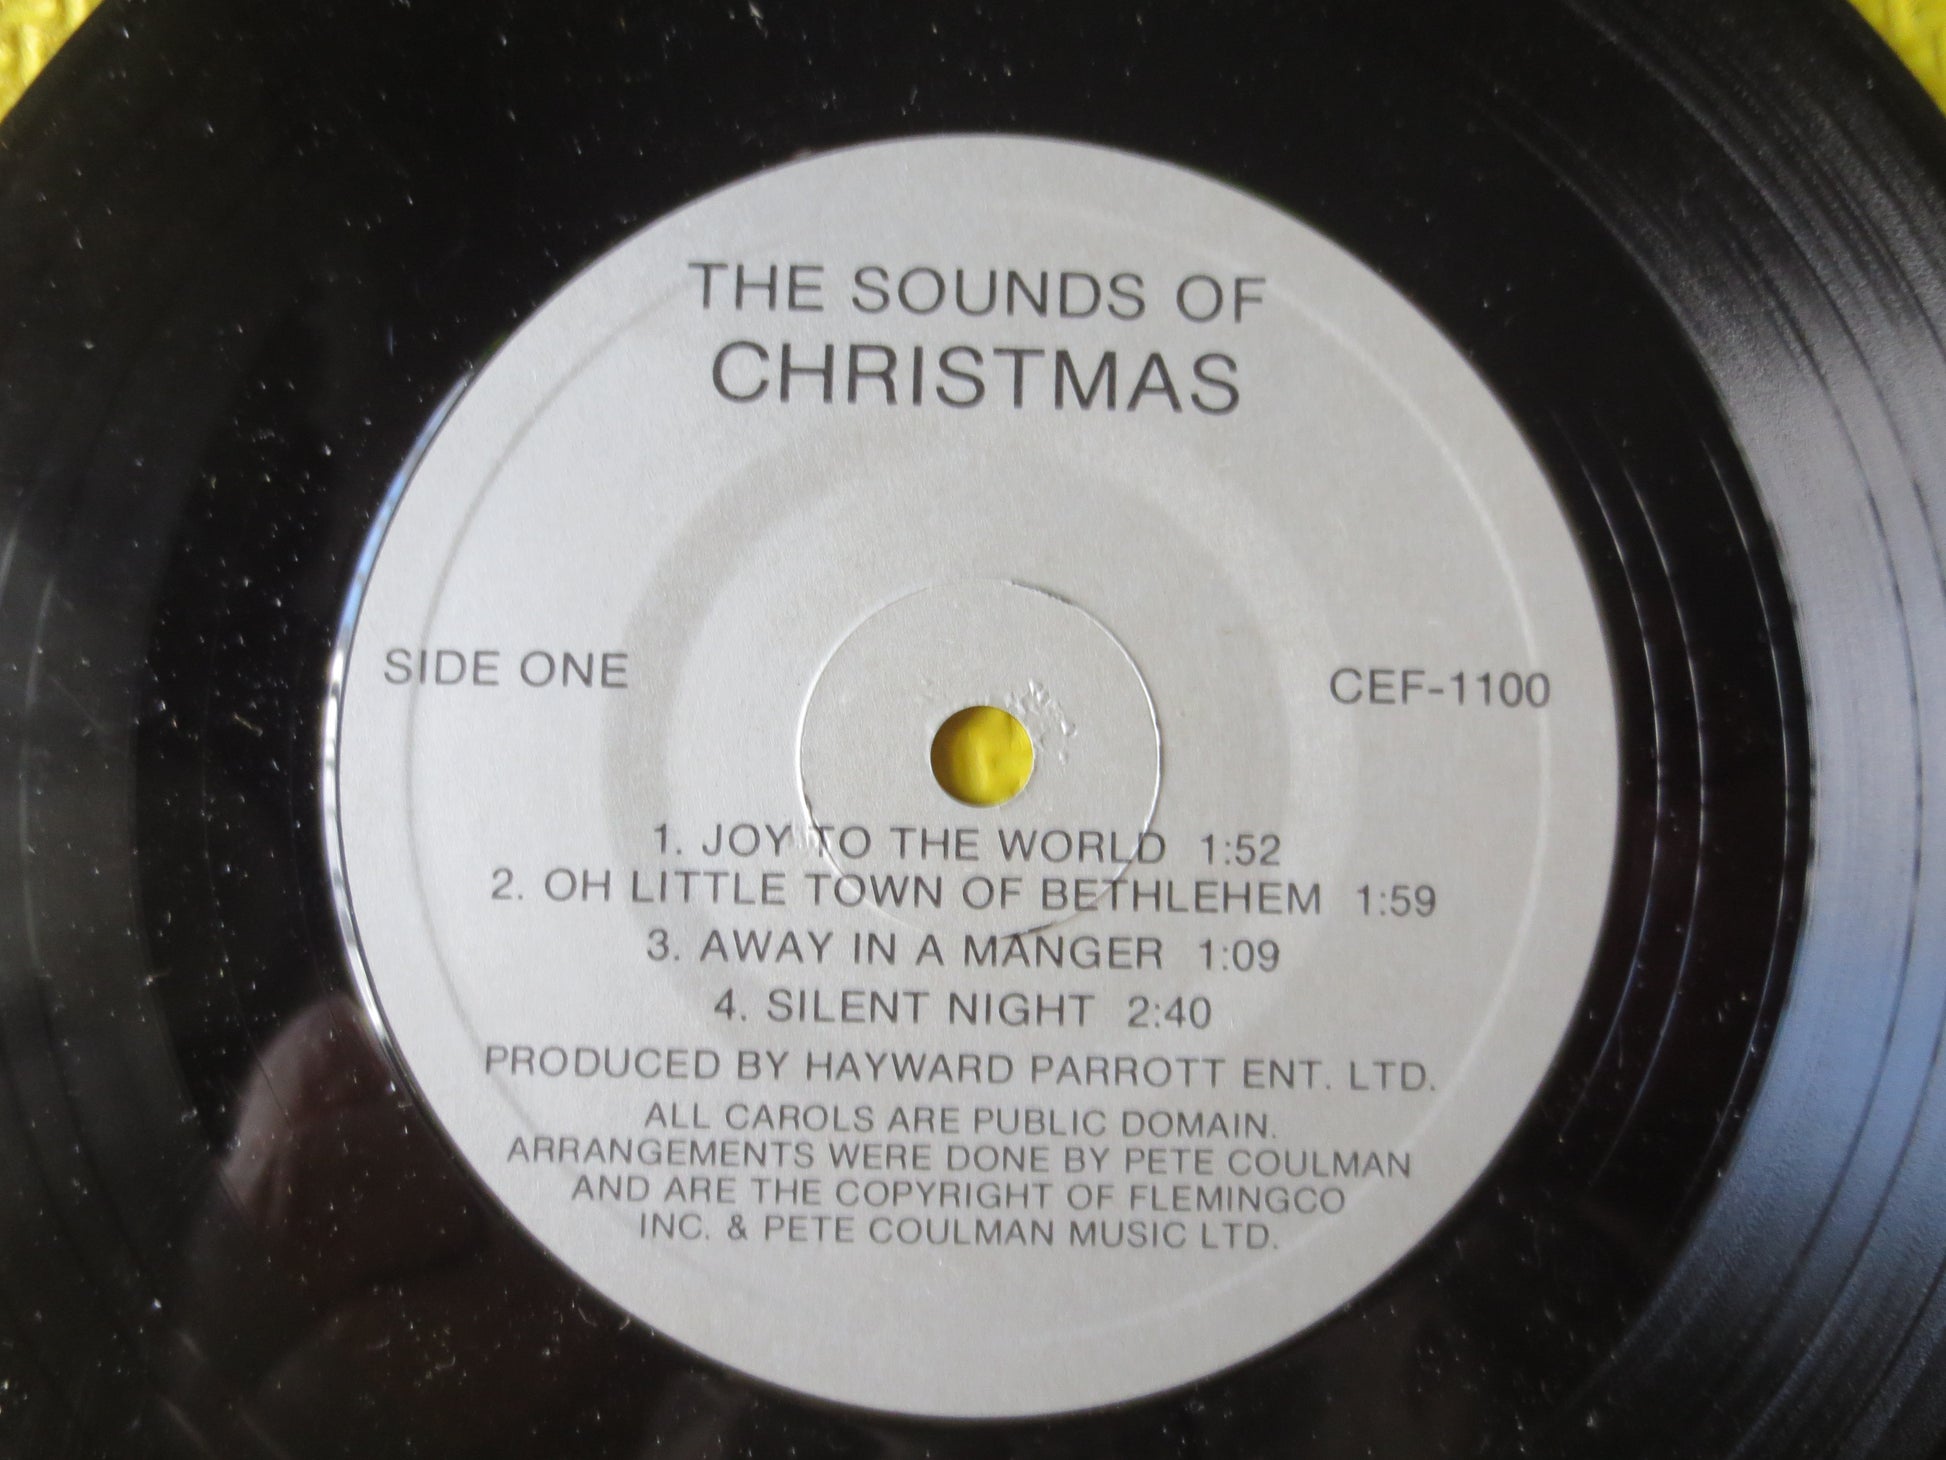 THE SOUNDS OF
CHRISTMAS
SIDE ONE
CEF-1100
1. JOY TO THE WORLD 1:52
2. OH LITTLE TOWN OF BETHLEHEM 1:59
3. AWAY IN A MANGER 1:09
4. SILENT NIGHT 2:40
PRODUCED BY HAYWARD PARROTT ENT. LTD.
ALL CAROLS ARE PUBLIC DOMAIN.
ARRANGEMENTS WERE DONE BY PETE COULMAN
AND ARE THE COPYRIGHT OF FLEMINGCO
INC. & PETE COULMAN MUSIC LTD.